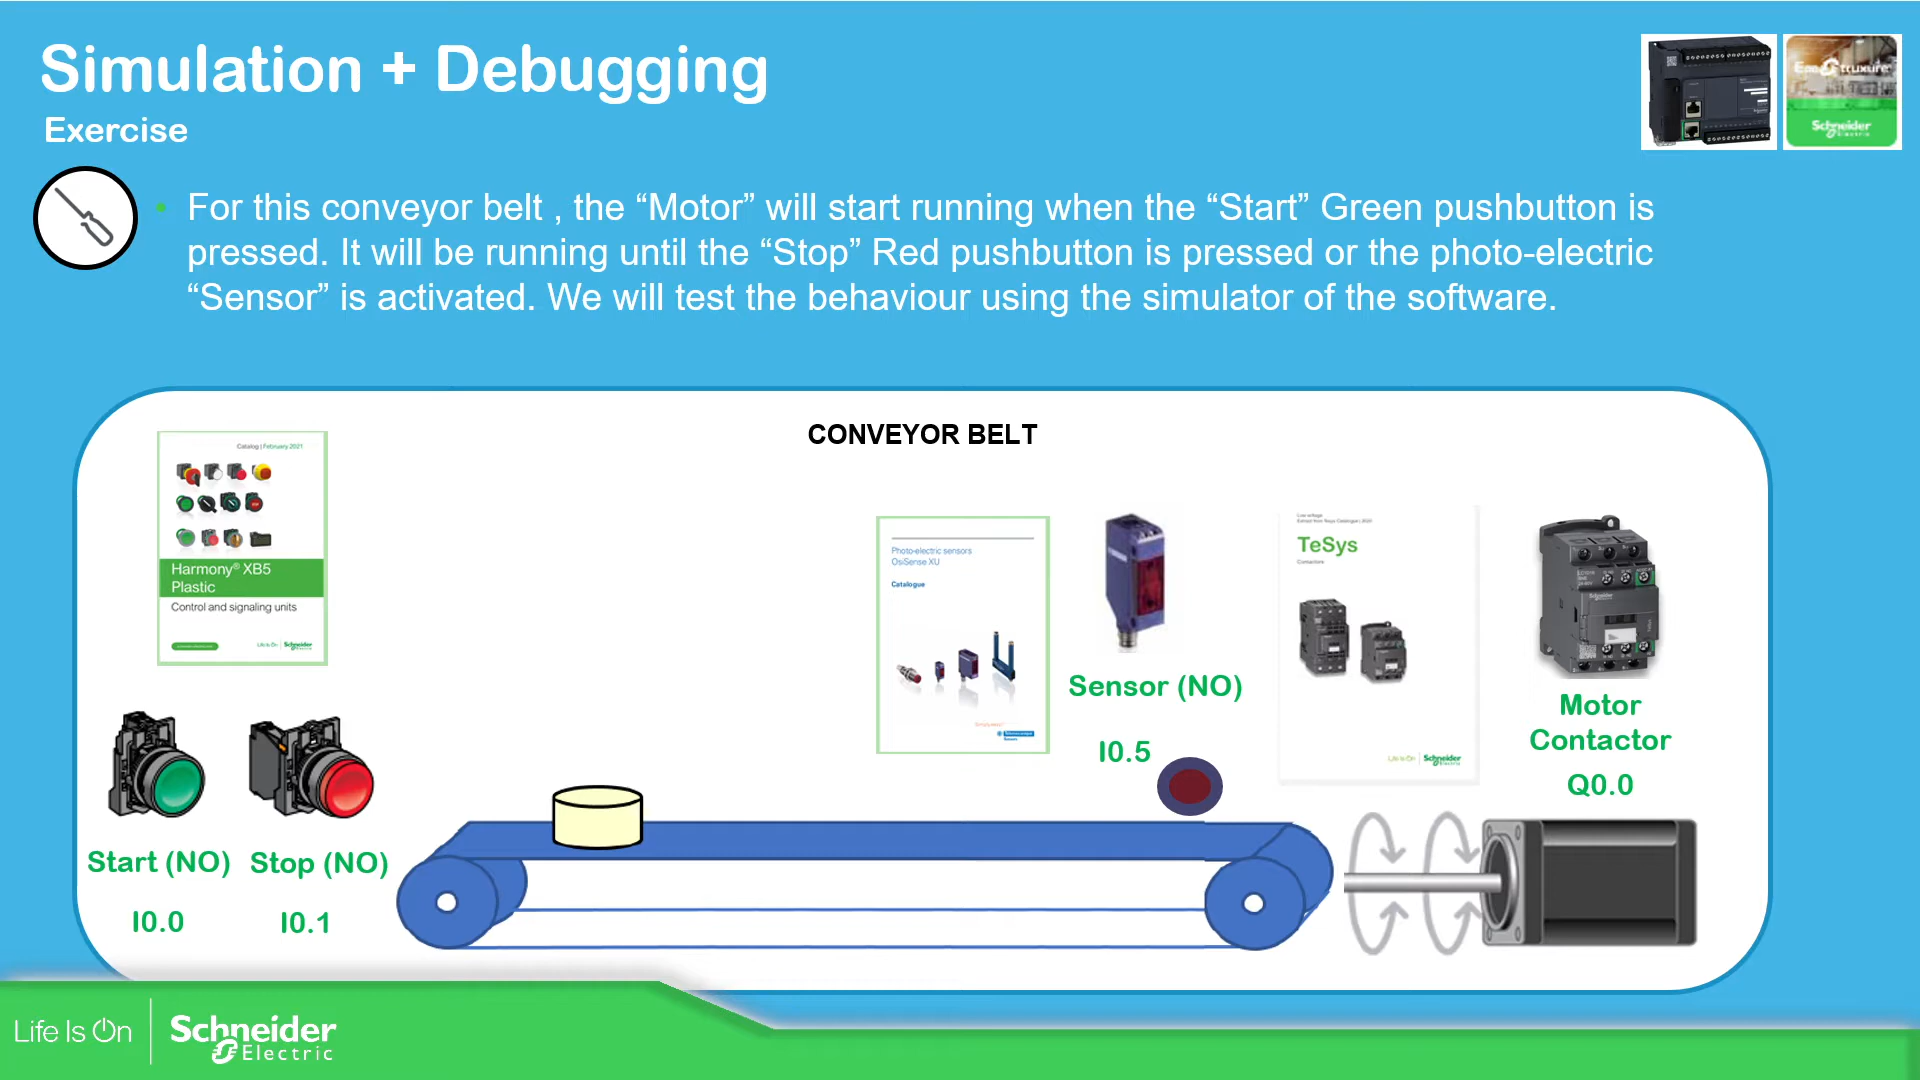 Simulation + Debugging
Exercise
EcoStruxure
Schneider
Electric
• For this conveyor belt , the “Motor” will start running when the “Start” Green pushbutton is
pressed. It will be running until the “Stop” Red pushbutton is pressed or the photo-electric
“Sensor” is activated. We will test the behaviour using the simulator of the software.
CONVEYOR BELT
Catalog | February 2021
Harmony® XB5
Plastic
Control and signaling units
Life Is On
Schneider
Electric
Photo-electric sensors
OsiSense XU
Catalogue
Telemecanique
Sensors
Low voltage
Extract from Tesys Catalogue | 2020
TeSys
Contactors
Life Is On
Schneider
Electric
Sensor (NO)
I0.5
Motor
Contactor
Q0.0
Start (NO)
Stop (NO)
I0.0
I0.1
Life Is On
Schneider
Electric